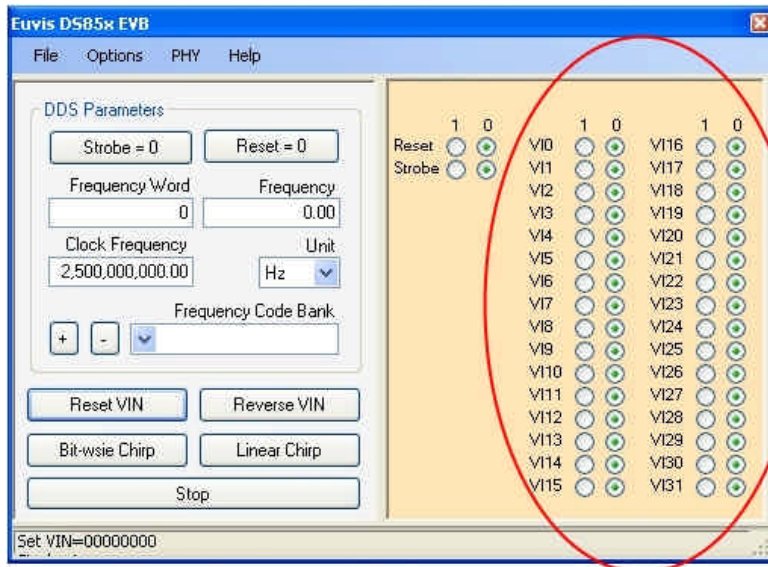 Euvis DS85x EVB
File Options PHY Help
DDS Parameters
Strobe = 0 Reset = 0
Frequency Word Frequency
0 0.00
Clock Frequency Unit
2,500,000,000.00 Hz
Frequency Code Bank
+ -
Reset VIN Reverse VIN
Bit-wsie Chirp Linear Chirp
Stop
1 0 1 0 1 0
Reset VI0 VI16
Strobe VI1 VI17
VI2 VI18
VI3 VI19
VI4 VI20
VI5 VI21
VI6 VI22
VI7 VI23
VI8 VI24
VI9 VI25
VI10 VI26
VI11 VI27
VI12 VI28
VI13 VI29
VI14 VI30
VI15 VI31
Set VIN=00000000